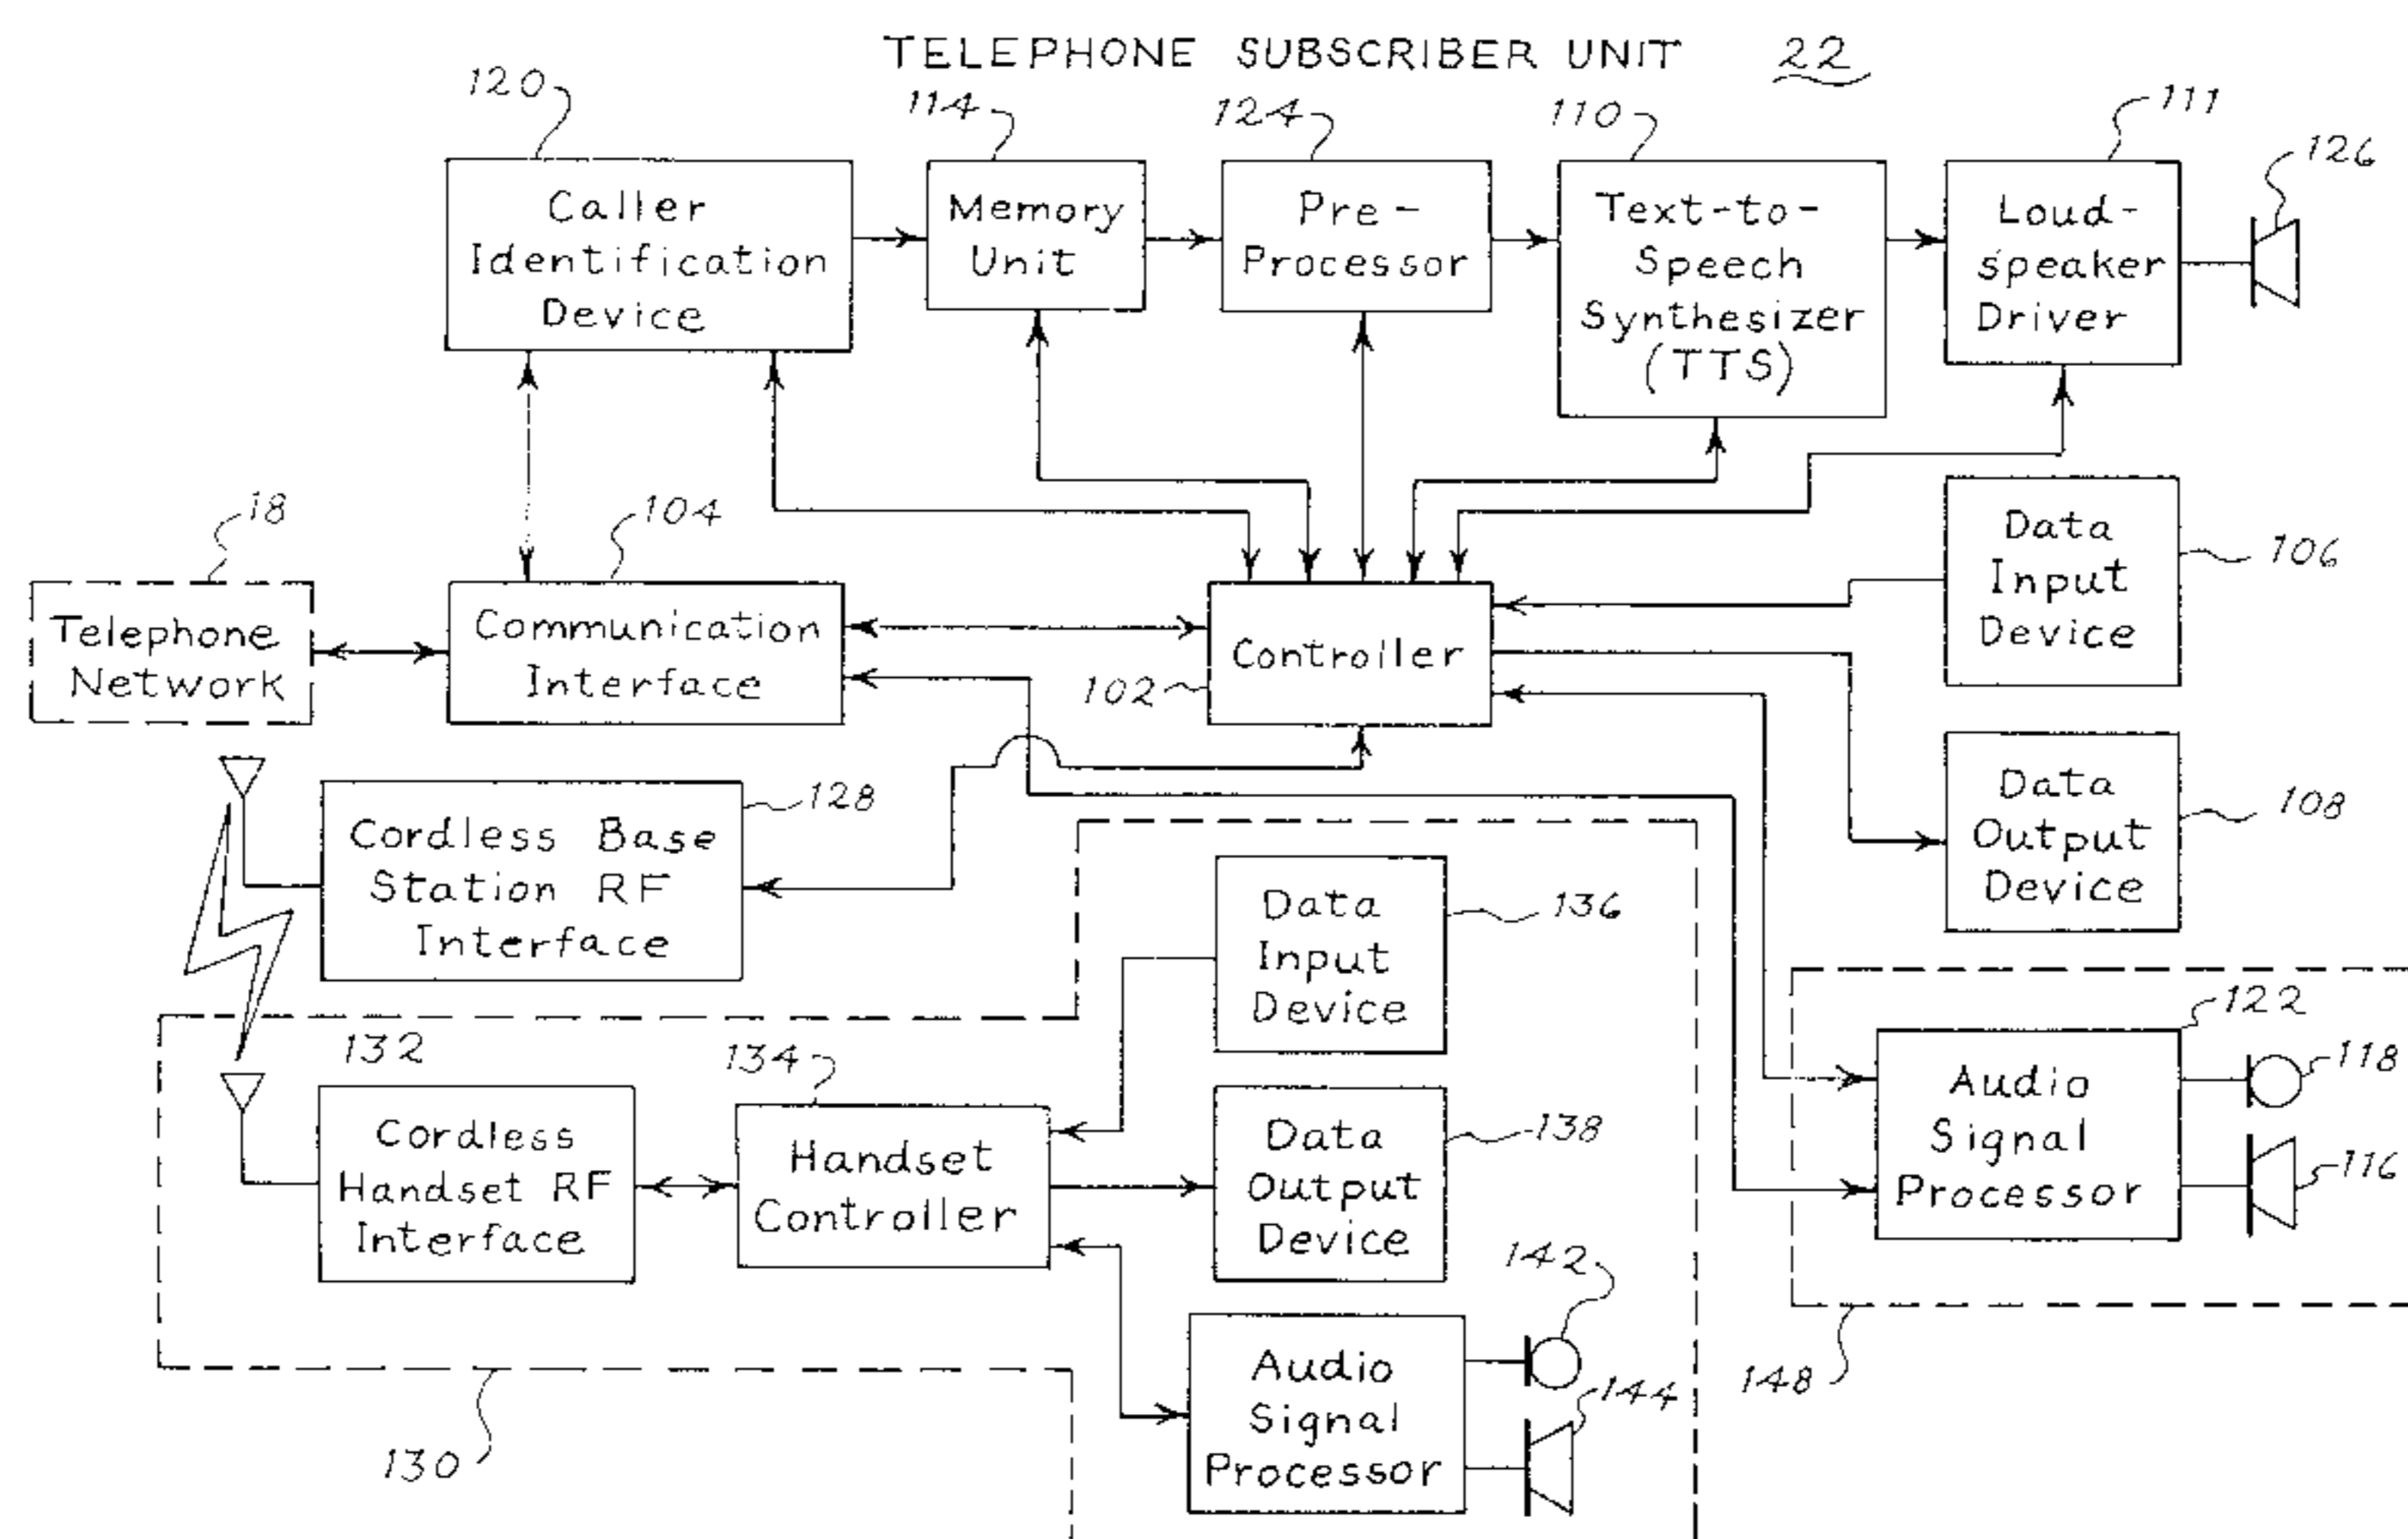 TELEPHONE SUBSCRIBER UNIT 22
120
114
124
110
111
126
Caller
Identification
Device
Memory
Unit
Pre-
Processor
Text-to-
Speech
Synthesizer
(TTS)
Loud-
speaker
Driver
18
104
Telephone
Network
Communication
Interface
Controller
102
Data
Input
Device
106
Data
Output
Device
108
128
Cordless Base
Station RF
Interface
Data
Input
Device
136
132
134
Cordless
Handset RF
Interface
Handset
Controller
Data
Output
Device
138
122
118
Audio
Signal
Processor
116
142
Audio
Signal
Processor
144
148
130